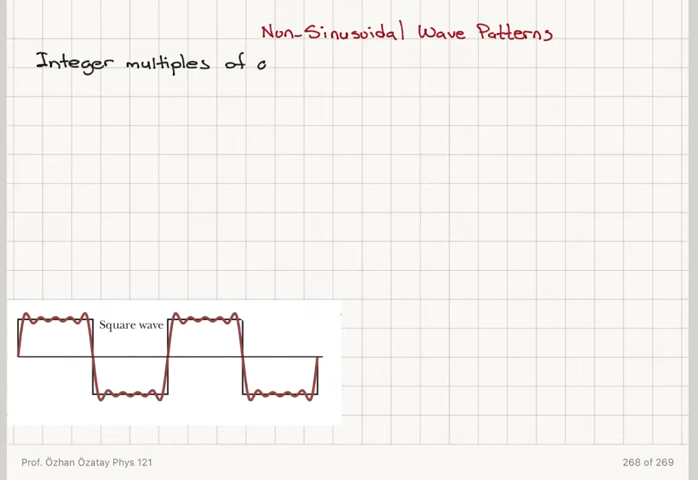 Non-Sinusoidal Wave Patterns
Integer multiples of a
Square wave
Prof. Özhan Özatay Phys 121
268 of 269